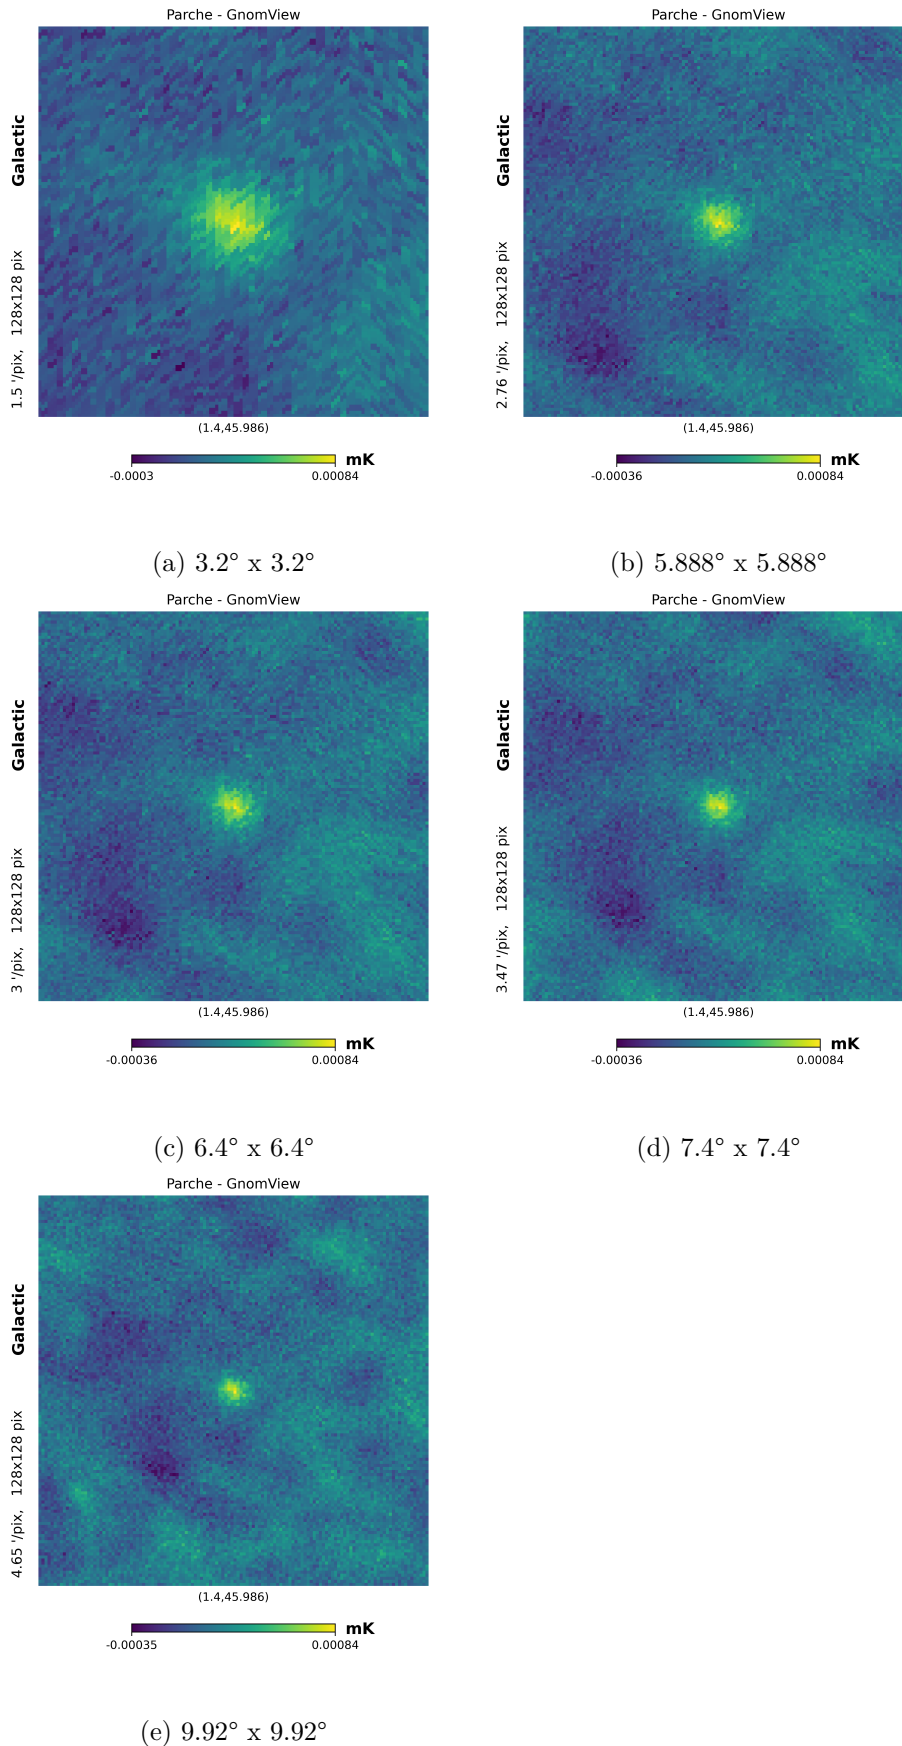 Parche - GnomView
Galactic
1.5 '/pix,   128x128 pix
(1.4,45.986)
-0.0003
0.00084
mK
(a) 3.2° x 3.2°
Parche - GnomView
Galactic
2.76 '/pix,   128x128 pix
(1.4,45.986)
-0.00036
0.00084
mK
(b) 5.888° x 5.888°
Parche - GnomView
Galactic
3 '/pix,   128x128 pix
(1.4,45.986)
-0.00036
0.00084
mK
(c) 6.4° x 6.4°
Parche - GnomView
Galactic
3.47 '/pix,   128x128 pix
(1.4,45.986)
-0.00036
0.00084
mK
(d) 7.4° x 7.4°
Parche - GnomView
Galactic
4.65 '/pix,   128x128 pix
(1.4,45.986)
-0.00035
0.00084
mK
(e) 9.92° x 9.92°